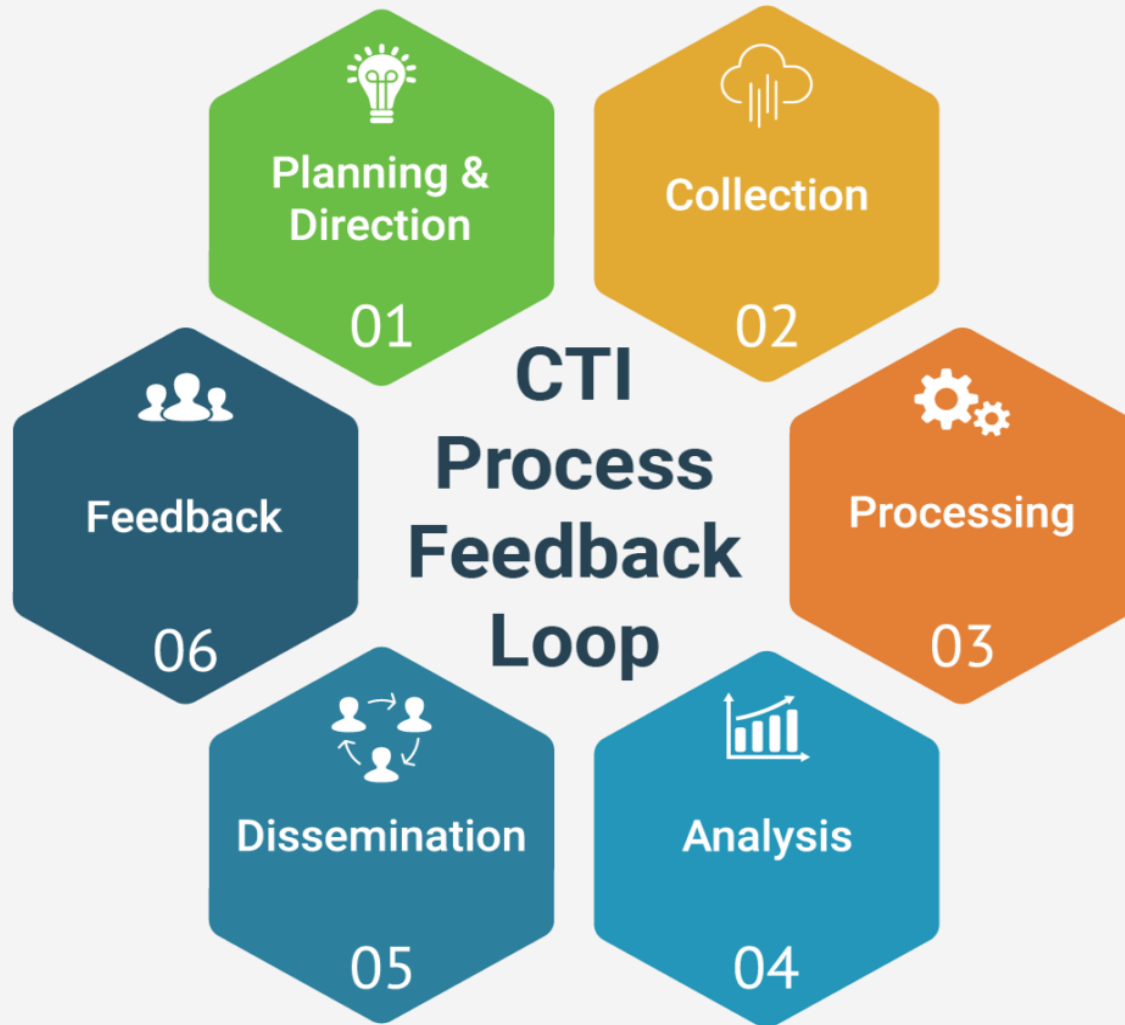 Planning &
Direction
01
Collection
02
Processing
03
Analysis
04
Dissemination
05
Feedback
06
CTI
Process
Feedback
Loop